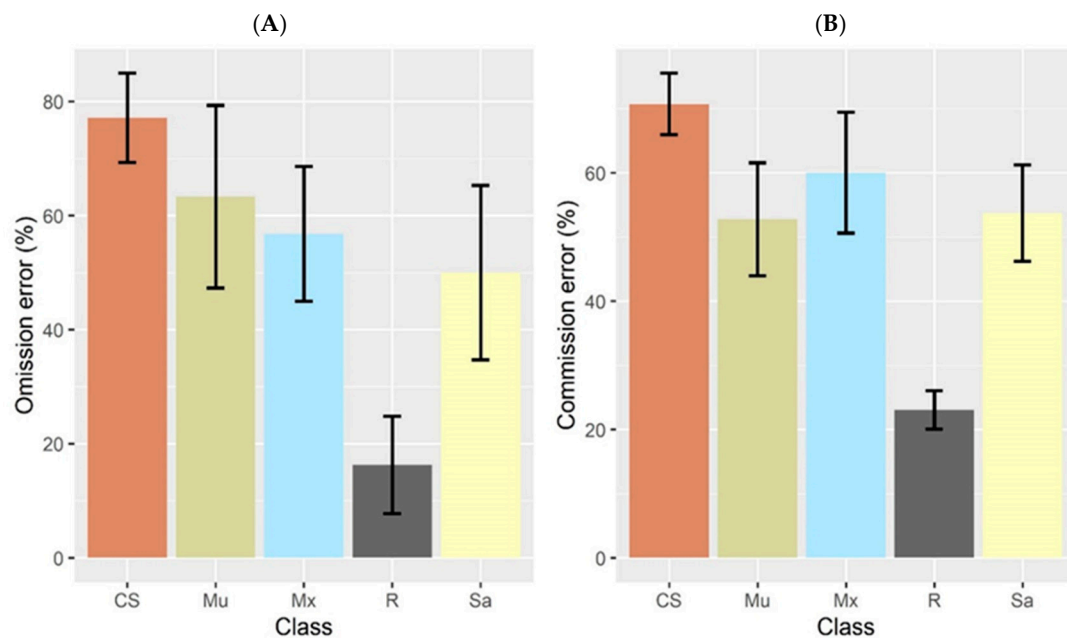 (A)
Omission error (%)
80
60
40
20
0
CS Mu Mx R Sa
Class
(B)
Commission error (%)
60
40
20
0
CS Mu Mx R Sa
Class